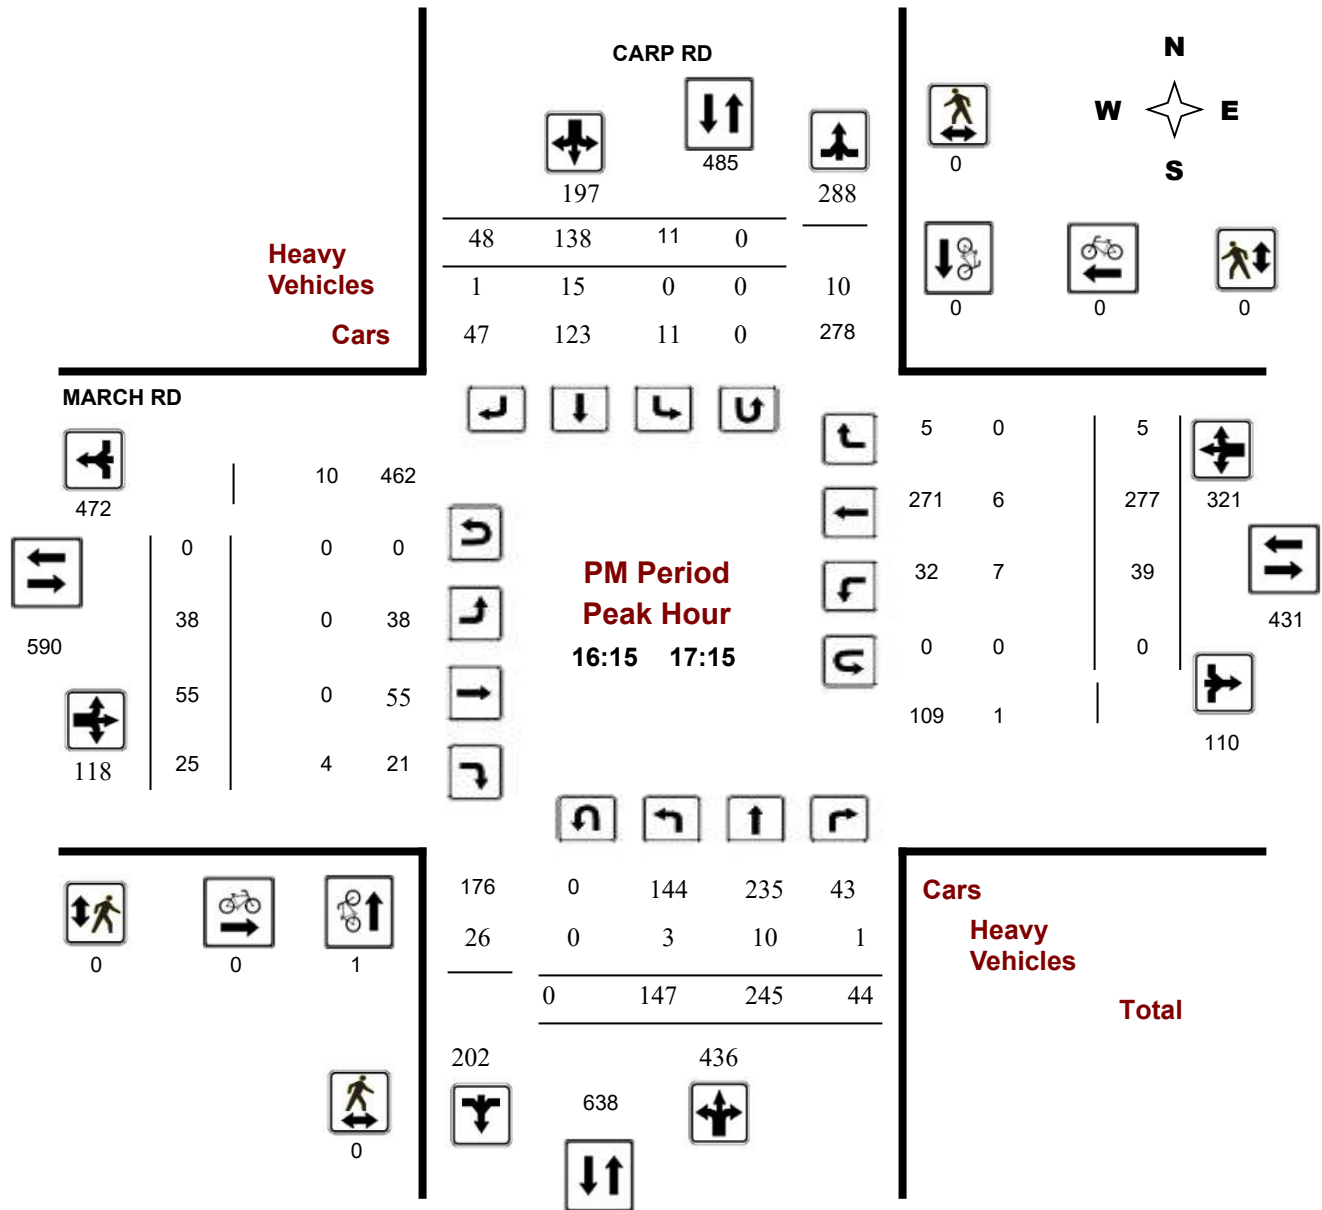 CARP RD
N
W E
S
485
0
197
288
48 138 11 0
Heavy
Vehicles
1 15 0 0 10
0 0 0
Cars
47 123 11 0 278
MARCH RD
5 0 5
10 462
472
271 6 277 321
0 0 0
PM Period
32 7 39
Peak Hour
38 0 38
431
590
16:15 17:15
0 0 0
55 0 55
109 1
110
118 25 4 21
176 0 144 235 43
Cars
26 0 3 10 1
Heavy
Vehicles
0 0 1
0 147 245 44
Total
202 436
638
0